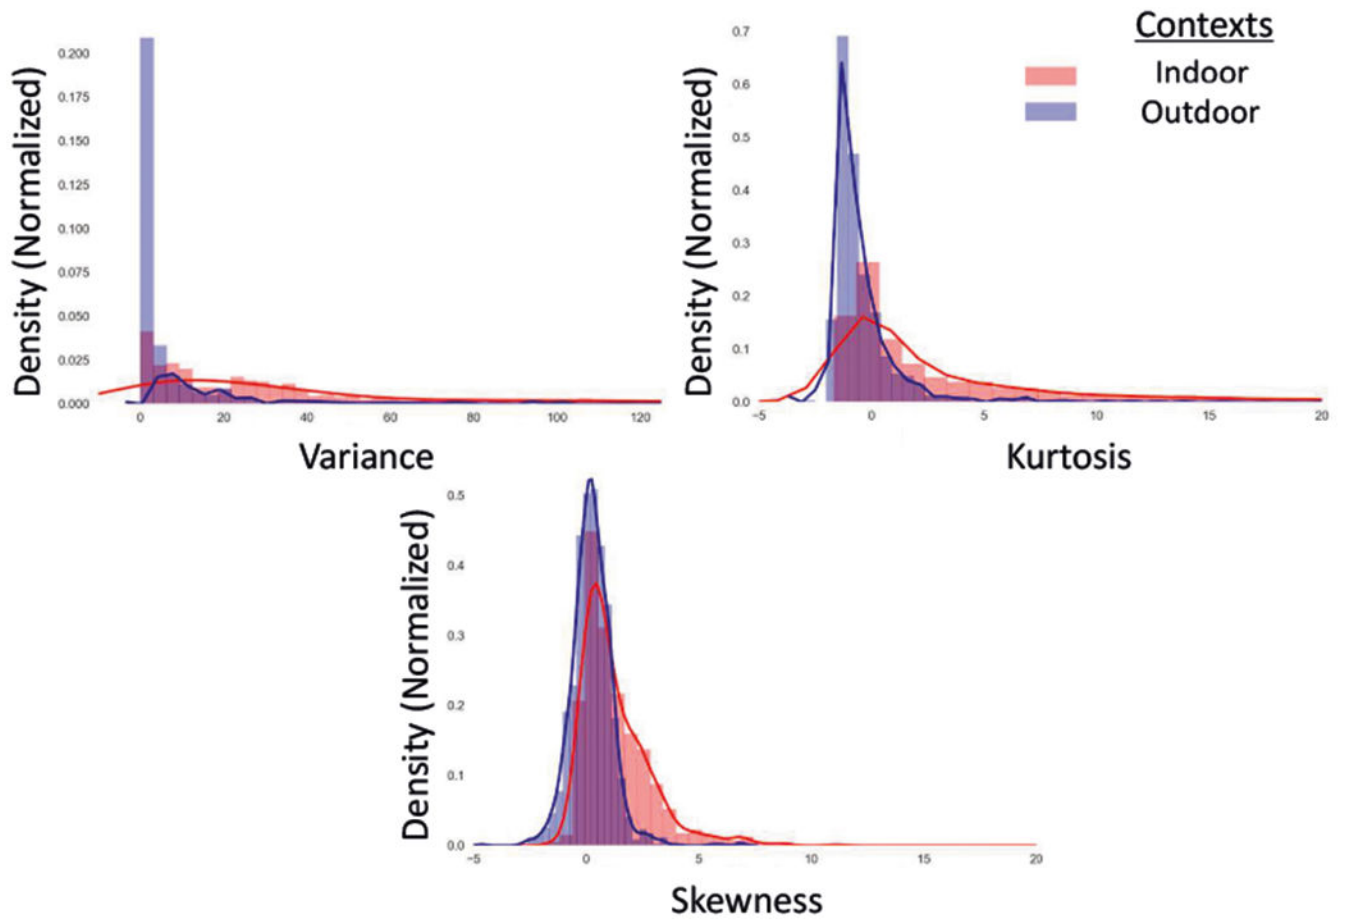 Density (Normalized)
0.200
0.175
0.150
0.125
0.100
0.075
0.050
0.025
0.000
0 20 40 60 80 100 120
Variance
Density (Normalized)
0.7
0.6
0.5
0.4
0.3
0.2
0.1
0.0
−5 0 5 10 15 20
Kurtosis
Contexts
Indoor
Outdoor
Density (Normalized)
0.5
0.4
0.3
0.2
0.1
0.0
−5 0 5 10 15 20
Skewness